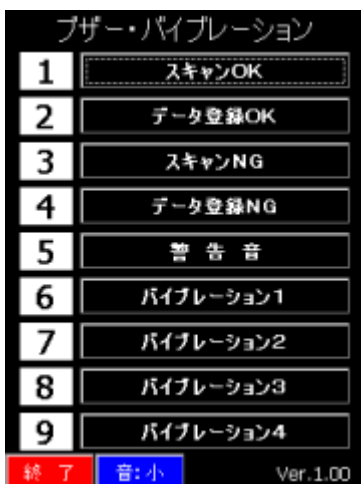 ブザー・バイブレーション
1 スキャンOK
2 データ登録OK
3 スキャンNG
4 データ登録NG
5 警 告 音
6 バイブレーション1
7 バイブレーション2
8 バイブレーション3
9 バイブレーション4
終 了 音:小 Ver.1.00